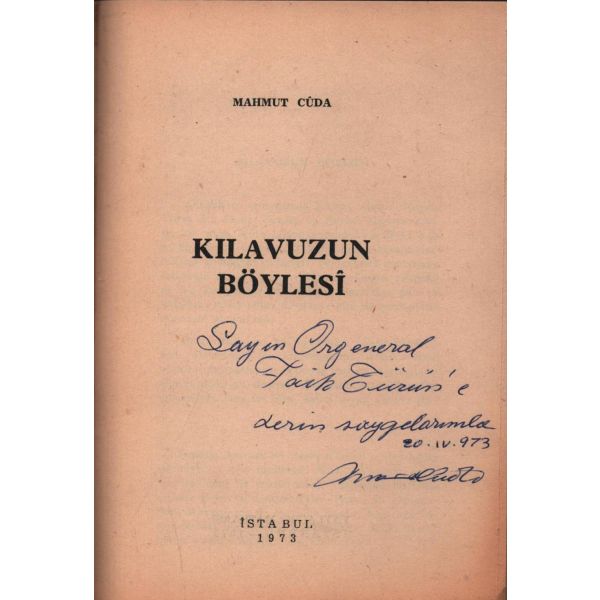 MAHMUT CÛDA
KILAVUZUN
BÖYLESİ
Sayın Orgeneral
Faik Türün'e
derin saygılarımla
20.IV.973
İSTABUL
1973